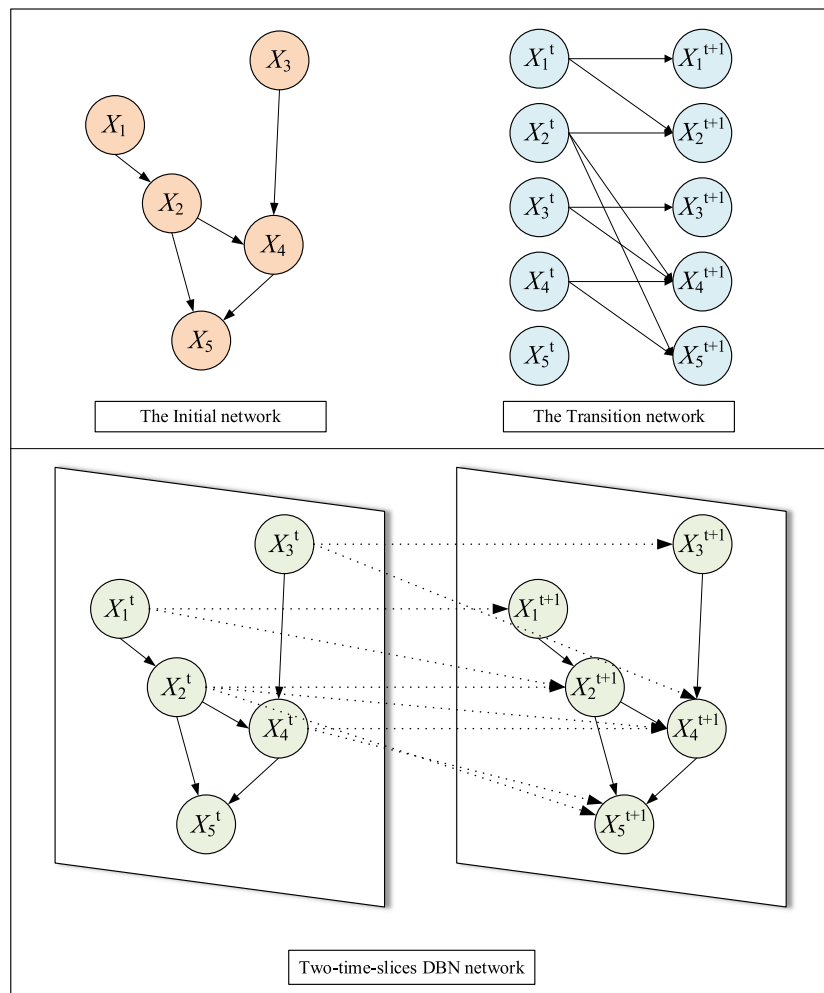 X₃
X₁
X₂
X₄
X₅
The Initial network
X₁ᵗ X₁ᵗ⁺¹
X₂ᵗ X₂ᵗ⁺¹
X₃ᵗ X₃ᵗ⁺¹
X₄ᵗ X₄ᵗ⁺¹
X₅ᵗ X₅ᵗ⁺¹
The Transition network
X₃ᵗ
X₁ᵗ
X₂ᵗ
X₄ᵗ
X₅ᵗ
X₃ᵗ⁺¹
X₁ᵗ⁺¹
X₂ᵗ⁺¹
X₄ᵗ⁺¹
X₅ᵗ⁺¹
Two-time-slices DBN network